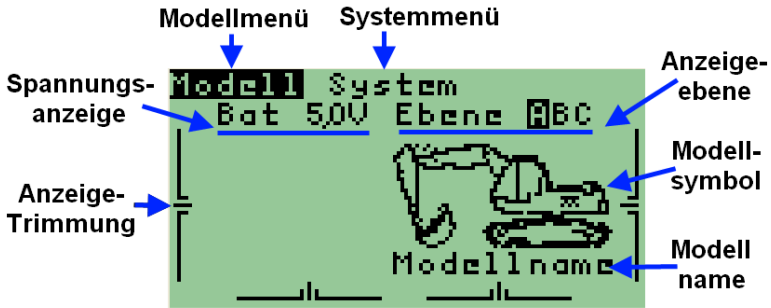 Modellmenü
Systemmenü
Modell System
Spannungs-
anzeige
Bat 5,0V Ebene ABC
Anzeige-
ebene
Modell-
symbol
Anzeige-
Trimmung
Modellname
Modell
name